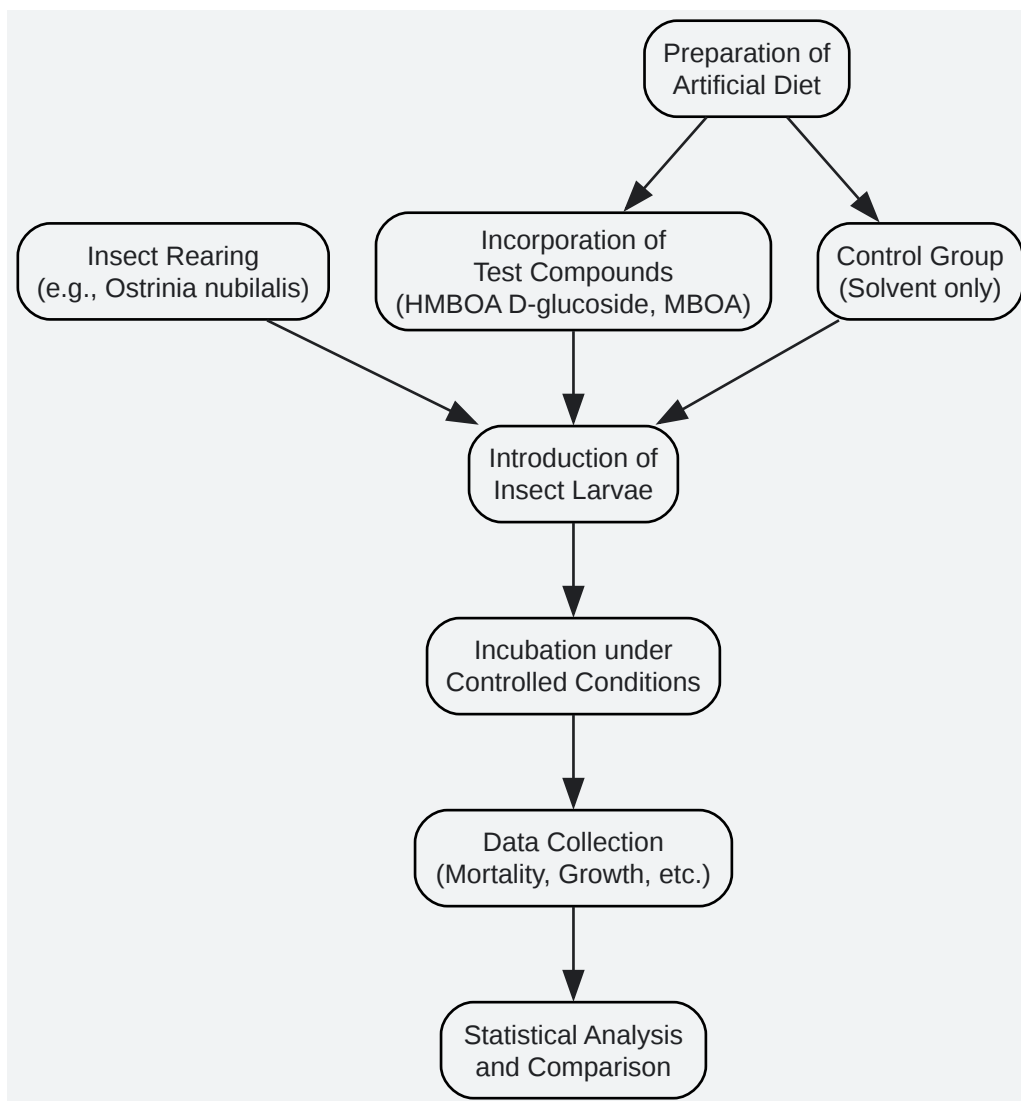 Preparation of
Artificial Diet
Insect Rearing
(e.g., Ostrinia nubilalis)
Incorporation of
Test Compounds
(HMBOA D-glucoside, MBOA)
Control Group
(Solvent only)
Introduction of
Insect Larvae
Incubation under
Controlled Conditions
Data Collection
(Mortality, Growth, etc.)
Statistical Analysis
and Comparison